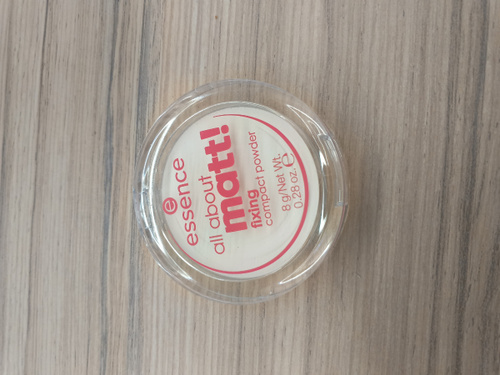 essence
all about
matt!
fixing
compact powder
8 g/Net Wt.
0.28 oz. ℮